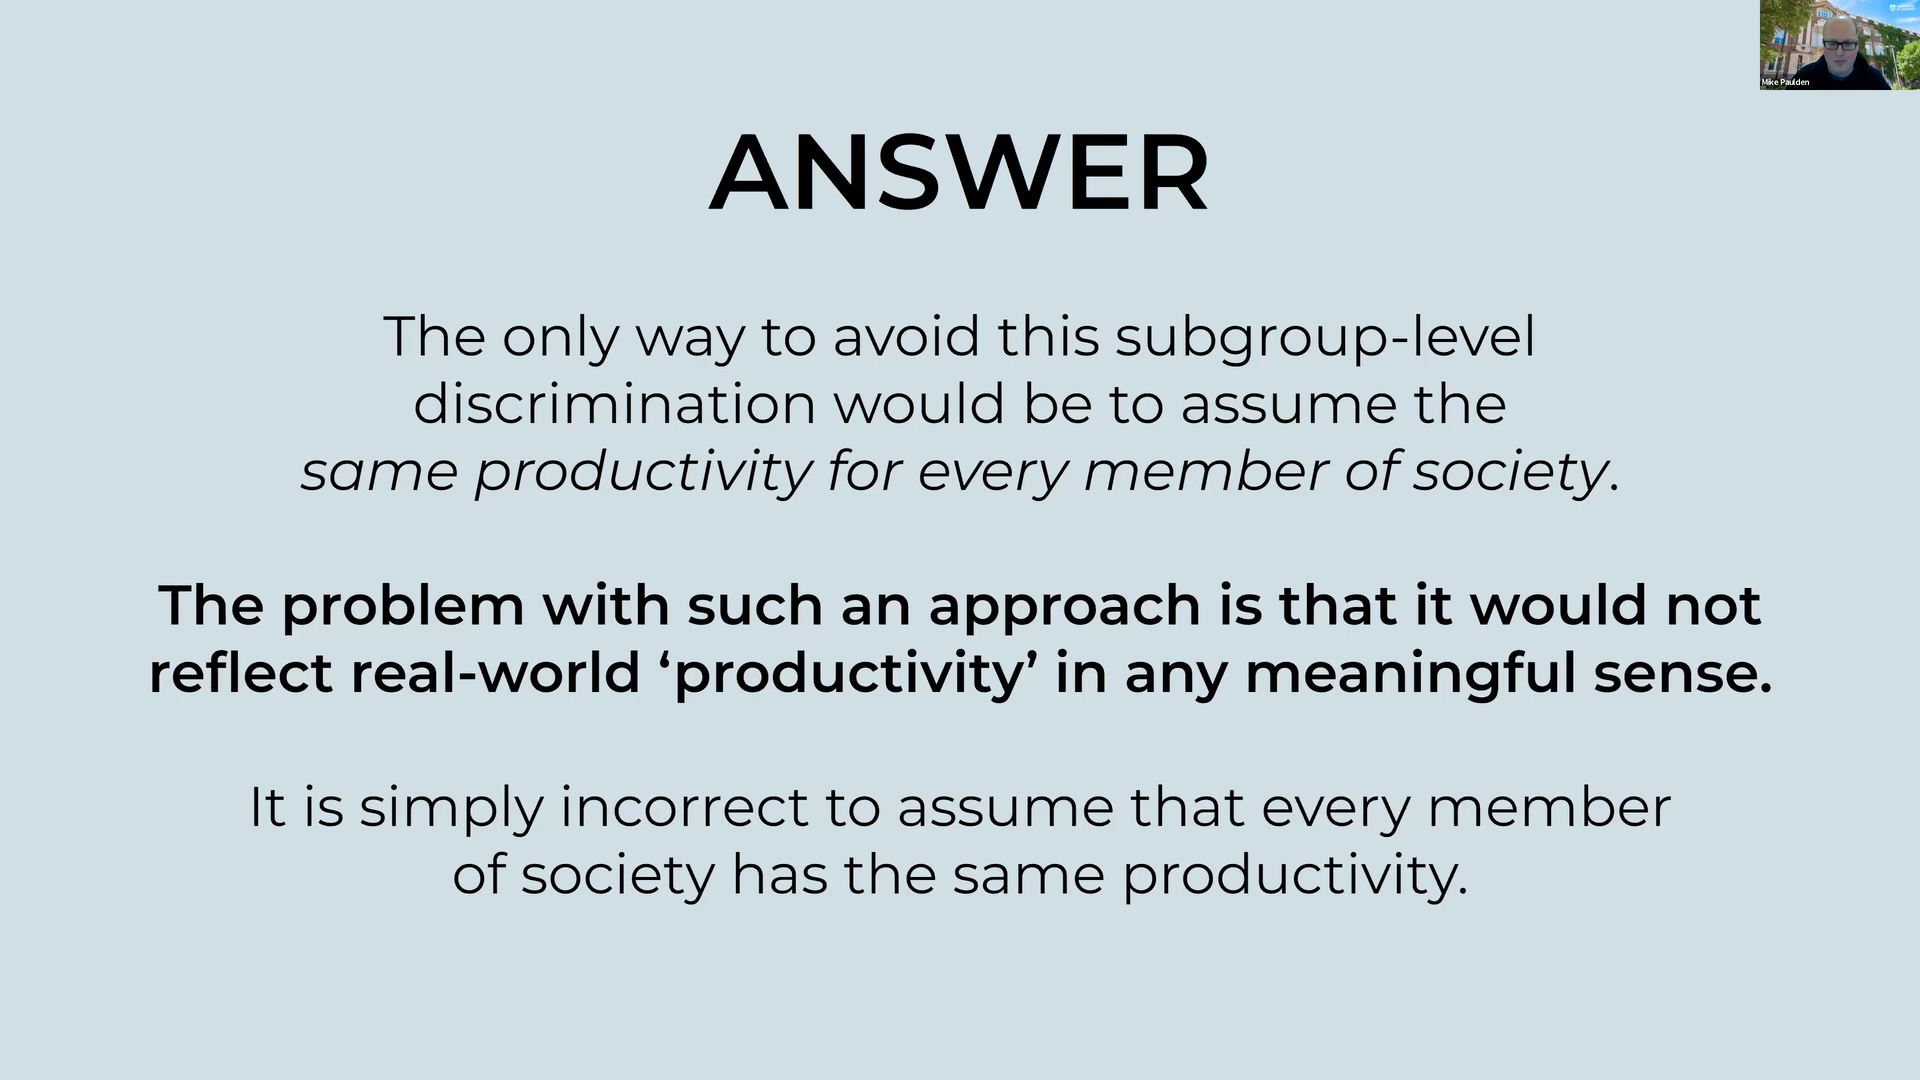 Mike Paulden
ANSWER
The only way to avoid this subgroup-level
discrimination would be to assume the
same productivity for every member of society.
The problem with such an approach is that it would not
reflect real-world ‘productivity’ in any meaningful sense.
It is simply incorrect to assume that every member
of society has the same productivity.